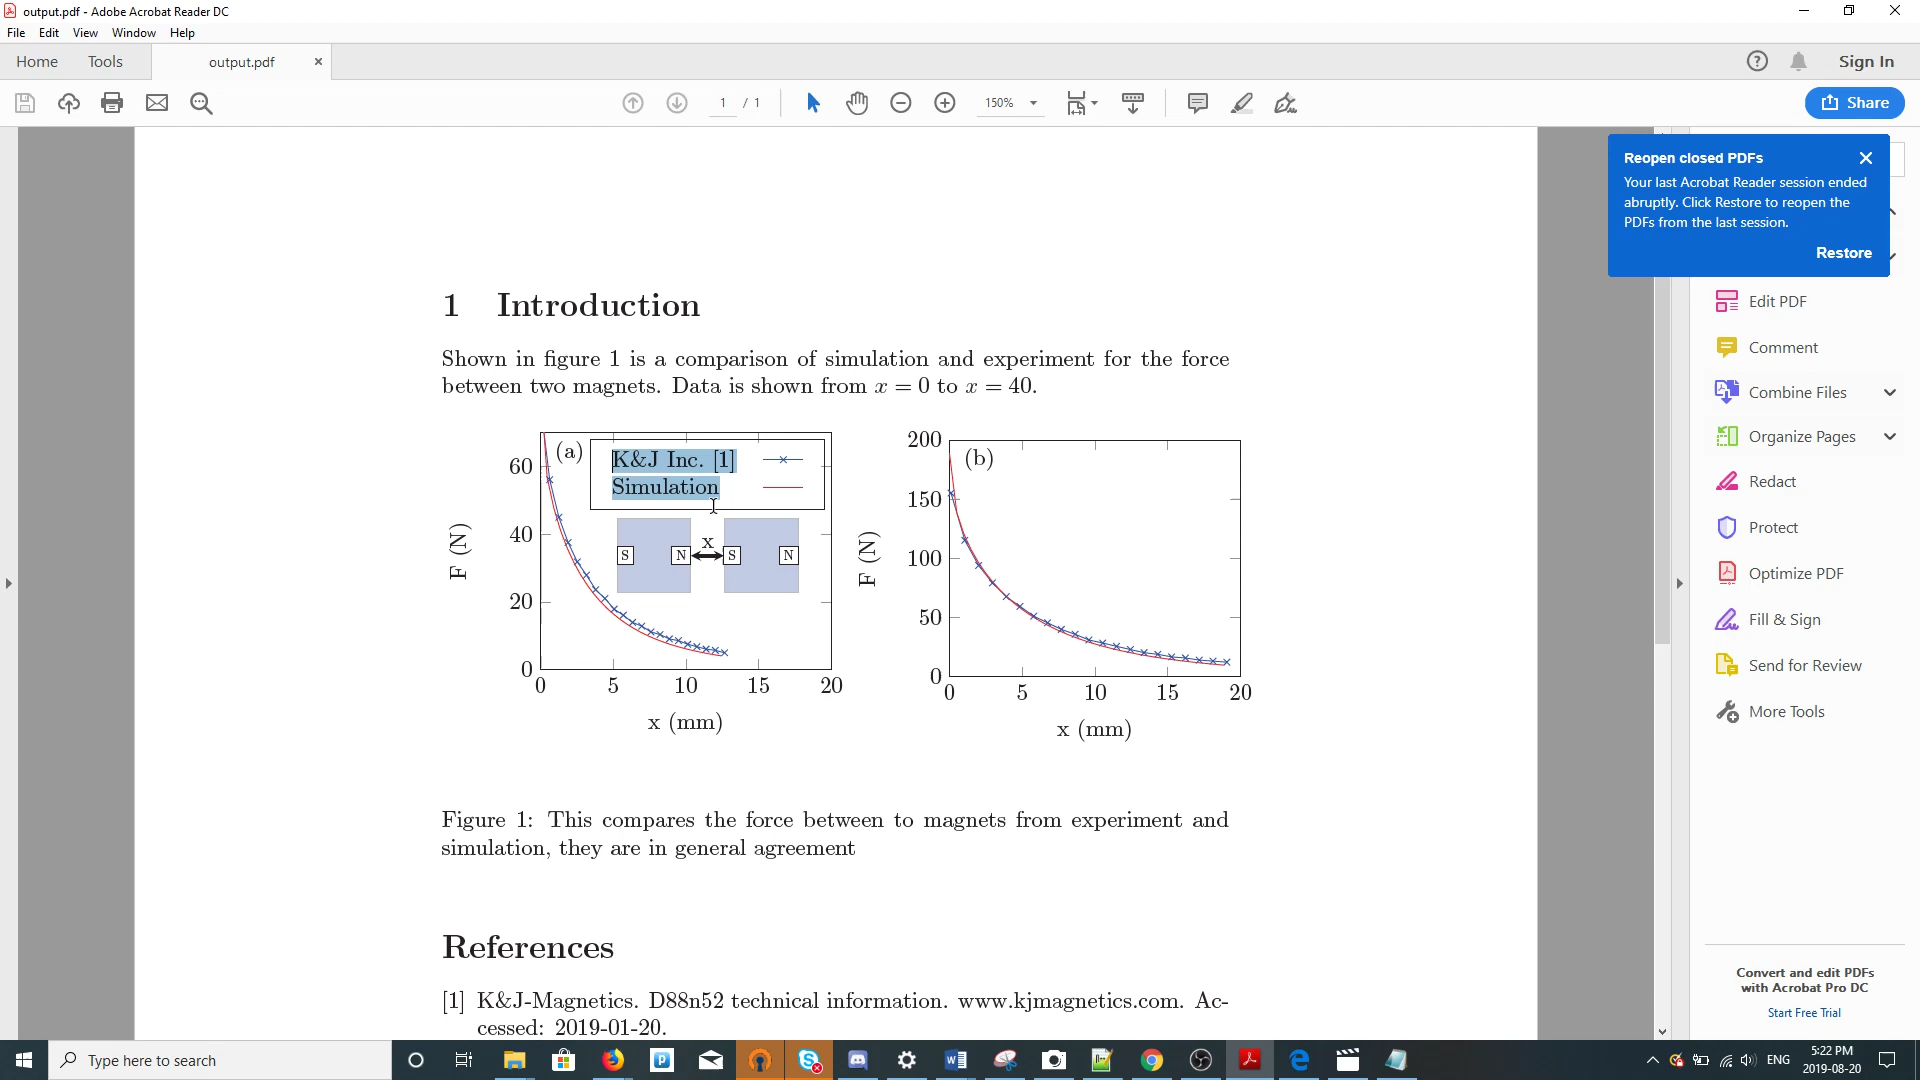 output.pdf - Adobe Acrobat Reader DC
File Edit View Window Help
Home Tools output.pdf × Sign In
1 / 1 150% Share
Reopen closed PDFs
Your last Acrobat Reader session ended
abruptly. Click Restore to reopen the
PDFs from the last session.
Restore
Edit PDF
Comment
Combine Files
Organize Pages
Redact
Protect
Optimize PDF
Fill & Sign
Send for Review
More Tools
Convert and edit PDFs
with Acrobat Pro DC
Start Free Trial
1 Introduction
Shown in figure 1 is a comparison of simulation and experiment for the force
between two magnets. Data is shown from x = 0 to x = 40.
(a)
K&J Inc. [1]
Simulation
x
S N S N
F (N)
60
40
20
0
0 5 10 15 20
x (mm)
(b)
F (N)
200
150
100
50
0
0 5 10 15 20
x (mm)
Figure 1: This compares the force between to magnets from experiment and
simulation, they are in general agreement
References
[1] K&J-Magnetics. D88n52 technical information. www.kjmagnetics.com. Ac-
cessed: 2019-01-20.
Type here to search
ENG
5:22 PM
2019-08-20